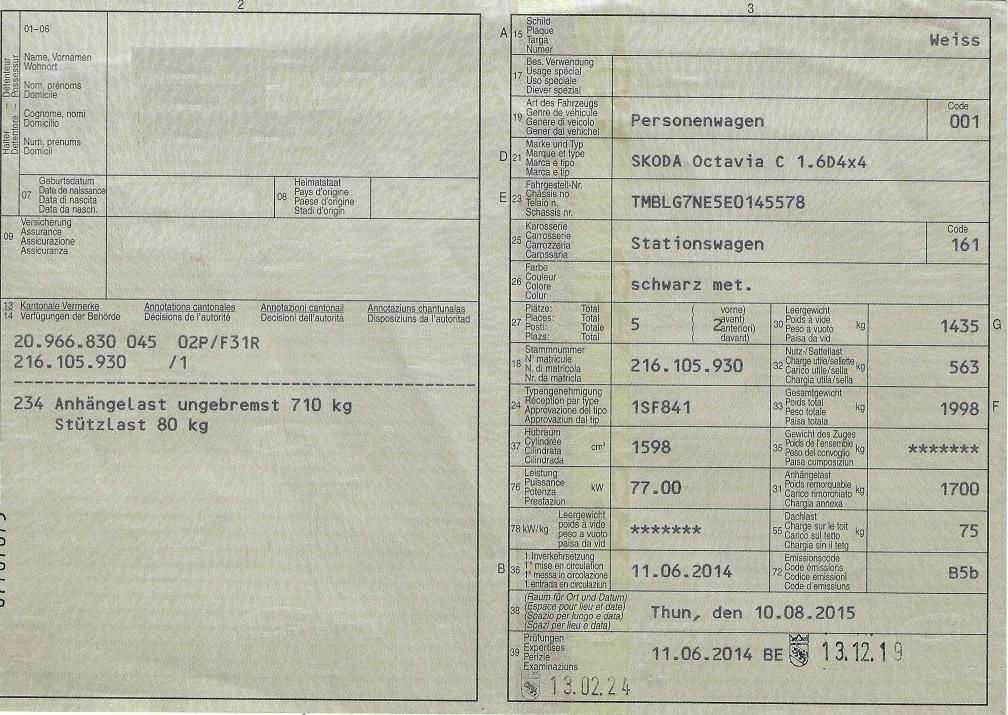 2
Halter – Détenteur
Detentore – Possessur
01–06
Name, Vornamen
Wohnort
Nom, prénoms
Domicile
Cognome, nomi
Domicilio
Num, prenums
Domicil
07
Geburtsdatum
Date de naissance
Data di nascita
Data da nasch.
08
Heimatstaat
Pays d'origine
Paese d'origine
Stadi d'origin
09
Versicherung
Assurance
Assicurazione
Assicuranza
13 Kantonale Vermerke Annotations cantonales Annotazioni cantonali Annotaziuns chantunalas
14 Verfügungen der Behörde Décisions de l'autorité Decisioni dell'autorità Disposiziuns da l'autoritad
20.966.830 045 02P/F31R
216.105.930 /1
234 Anhängelast ungebremst 710 kg
Stützlast 80 kg
3
A 15
Schild
Plaque
Targa
Numer
Weiss
17
Bes. Verwendung
Usage spécial
Uso speciale
Diever spezial
19
Art des Fahrzeugs
Genre de véhicule
Genere di veicolo
Gener dal vehichel
Personenwagen
Code
001
D 21
Marke und Typ
Marque et type
Marca e tipo
Marca e tip
SKODA Octavia C 1.6D4x4
E 23
Fahrgestell-Nr.
Châssis no
Telaio n.
Schassis nr.
TMBLG7NE5E0145578
25
Karosserie
Carrosserie
Carrozzeria
Carossaria
Stationswagen
Code
161
26
Farbe
Couleur
Colore
Colur
schwarz met.
27
Plätze: Total
Places: Total
Posti: Totale
Plazs: Total
5
vorne)
avant)
anteriori)
davant)
2
30
Leergewicht
Poids à vide
Peso a vuoto
Paisa da vid
kg
1435 G
18
Stammnummer
N° matricule
N. di matricola
Nr. da matricla
216.105.930
32
Nutz-/Sattellast
Charge utile/sellette
Carico utile/sella
Chargia utila/sella
kg
563
24
Typengenehmigung
Réception par type
Approvazione del tipo
Approvaziun dal tip
1SF841
33
Gesamtgewicht
Poids total
Peso totale
Paisa totala
kg
1998 F
37
Hubraum
Cylindrée
Cilindrata
Cilindrada
cm³
1598
35
Gewicht des Zuges
Poids de l'ensemble
Peso del convoglio
Paisa cumposiziun
kg
*******
76
Leistung
Puissance
Potenza
Prestaziun
kW
77.00
31
Anhängelast
Poids remorquable
Carico rimorchiato
Chargia annexa
kg
1700
78 kW/kg
Leergewicht
poids à vide
peso a vuoto
paisa da vid
*******
55
Dachlast
Charge sur le toit
Carico sul tetto
Chargia sin il tetg
kg
75
B 36
1. Inverkehrsetzung
1re mise en circulation
1a messa in circolazione
1. entrada en circulaziun
11.06.2014
72
Emissionscode
Code émissions
Codice emissioni
Code d'emissiuns
B5b
38
(Raum für Ort und Datum)
(Espace pour lieu et date)
(Spazio per luogo e data)
(Spazi per lieu e data)
Thun, den 10.08.2015
39
Prüfungen
Expertises
Perizie
Examinaziuns
11.06.2014 BE 13.12.19
13.02.24